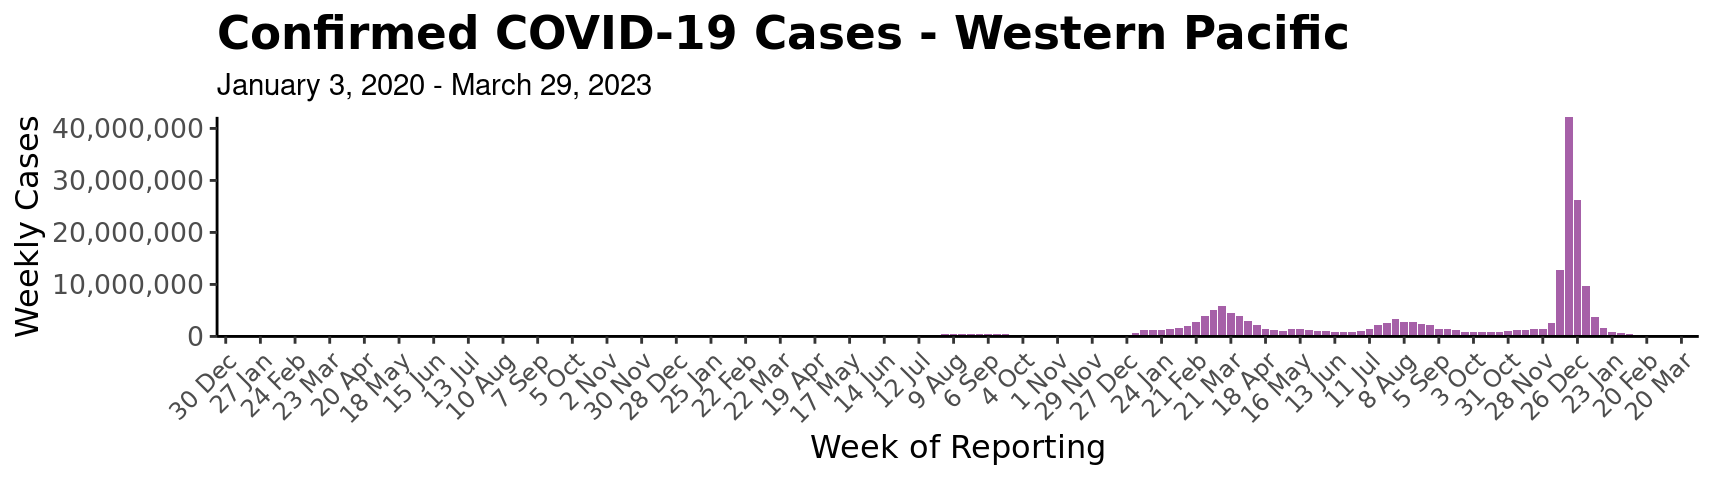 Confirmed COVID-19 Cases - Western Pacific
January 3, 2020 - March 29, 2023
Weekly Cases
40,000,000
30,000,000
20,000,000
10,000,000
0
30 Dec
27 Jan
24 Feb
23 Mar
20 Apr
18 May
15 Jun
13 Jul
10 Aug
7 Sep
5 Oct
2 Nov
30 Nov
28 Dec
25 Jan
22 Feb
22 Mar
19 Apr
17 May
14 Jun
12 Jul
9 Aug
6 Sep
4 Oct
1 Nov
29 Nov
27 Dec
24 Jan
21 Feb
21 Mar
18 Apr
16 May
13 Jun
11 Jul
8 Aug
5 Sep
3 Oct
31 Oct
28 Nov
26 Dec
23 Jan
20 Feb
20 Mar
Week of Reporting